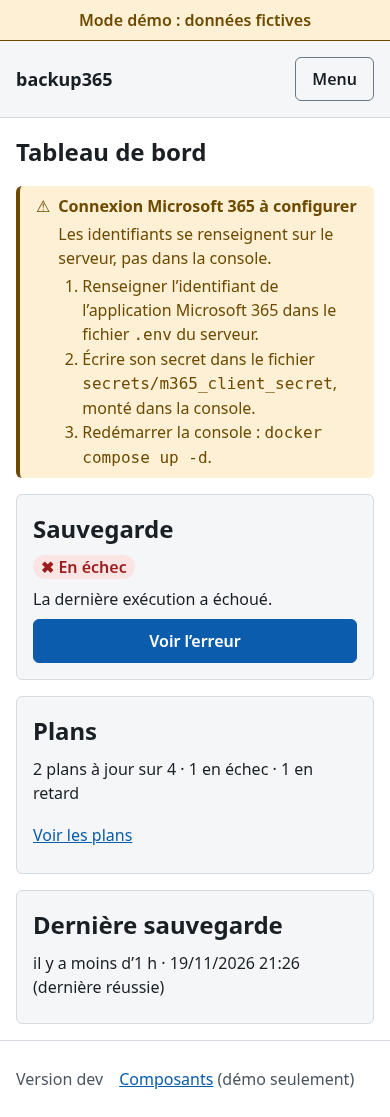 Mode démo : données fictives
backup365
Menu
Tableau de bord
⚠ Connexion Microsoft 365 à configurer
Les identifiants se renseignent sur le
serveur, pas dans la console.
1. Renseigner l’identifiant de
l’application Microsoft 365 dans le
fichier .env du serveur.
2. Écrire son secret dans le fichier
secrets/m365_client_secret,
monté dans la console.
3. Redémarrer la console : docker
compose up -d.
Sauvegarde
✖ En échec
La dernière exécution a échoué.
Voir l’erreur
Plans
2 plans à jour sur 4 · 1 en échec · 1 en
retard
Voir les plans
Dernière sauvegarde
il y a moins d’1 h · 19/11/2026 21:26
(dernière réussie)
Version dev Composants (démo seulement)